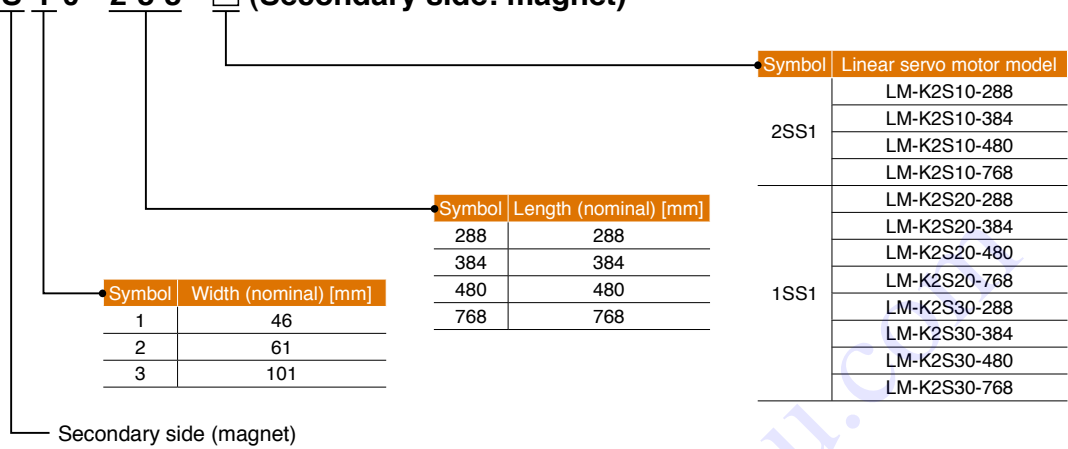 (Secondary side: magnet)
Symbol Linear servo motor model
2SS1
LM-K2S10-288
LM-K2S10-384
LM-K2S10-480
LM-K2S10-768
1SS1
LM-K2S20-288
LM-K2S20-384
LM-K2S20-480
LM-K2S20-768
LM-K2S30-288
LM-K2S30-384
LM-K2S30-480
LM-K2S30-768
Symbol Length (nominal) [mm]
288 288
384 384
480 480
768 768
Symbol Width (nominal) [mm]
1 46
2 61
3 101
Secondary side (magnet)